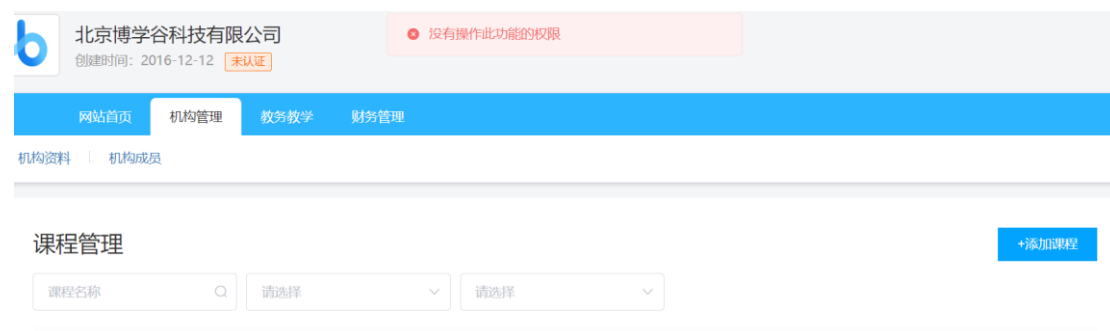 北京博学谷科技有限公司
没有操作此功能的权限
创建时间：2016-12-12 未认证
网站首页 机构管理 教务教学 财务管理
机构资料 机构成员
课程管理
+添加课程
课程名称 请选择 请选择